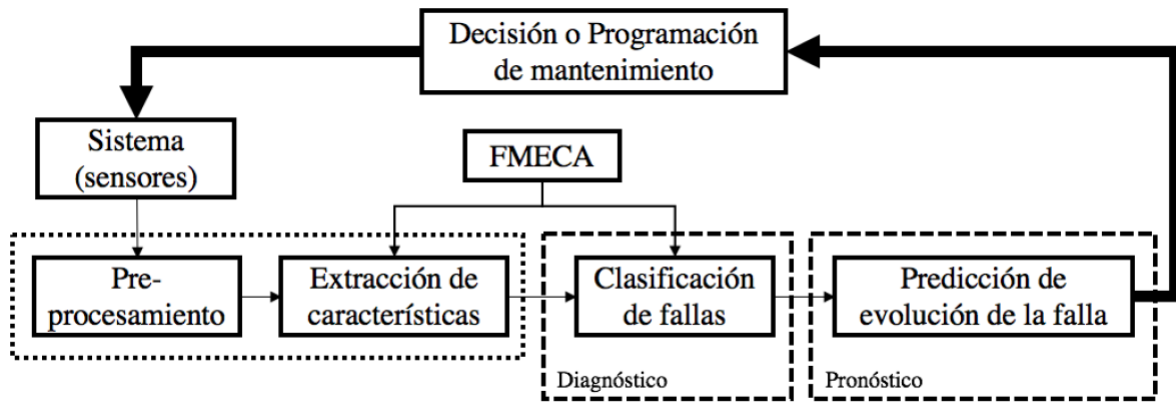 Decisión o Programación
de mantenimiento
Sistema
(sensores)
FMECA
Pre-
procesamiento
Extracción de
características
Clasificación
de fallas
Predicción de
evolución de la falla
Diagnóstico
Pronóstico